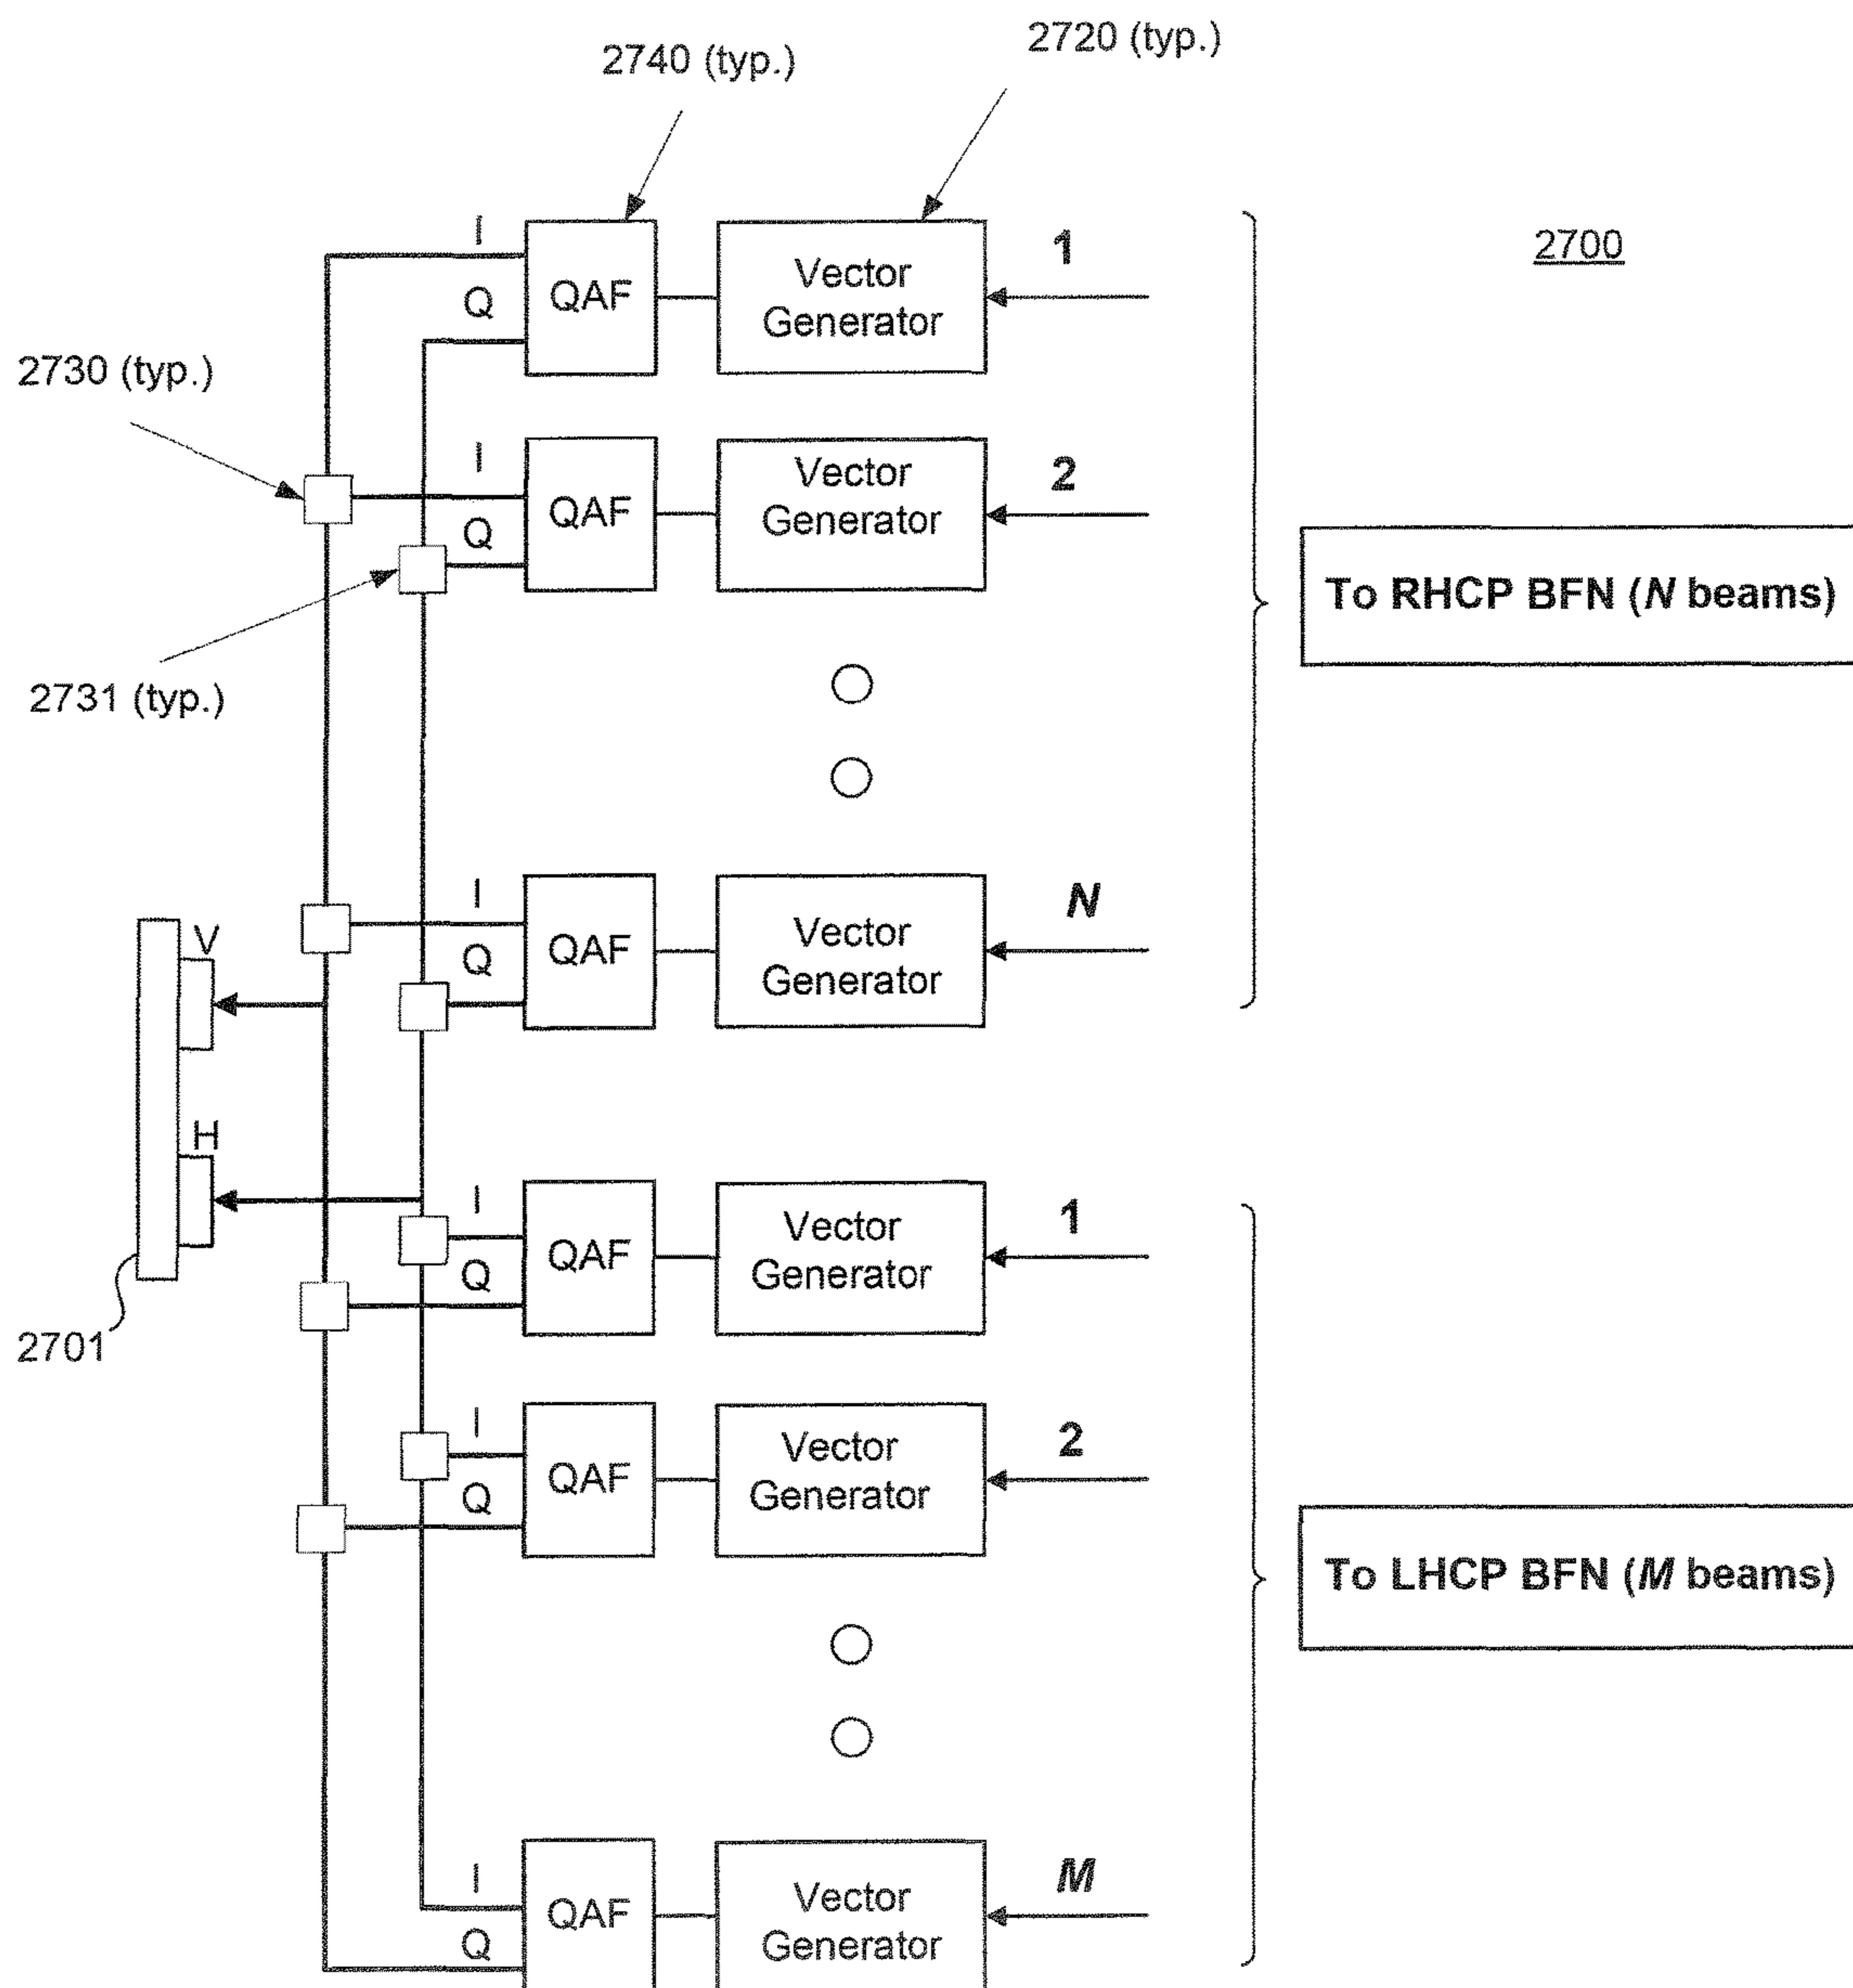 2740 (typ.)
2720 (typ.)
2700
I
Q
QAF
Vector
Generator
1
2730 (typ.)
I
Q
QAF
Vector
Generator
2
2731 (typ.)
To RHCP BFN (N beams)
I
Q
QAF
Vector
Generator
N
V
H
2701
I
Q
QAF
Vector
Generator
1
I
Q
QAF
Vector
Generator
2
To LHCP BFN (M beams)
I
Q
QAF
Vector
Generator
M